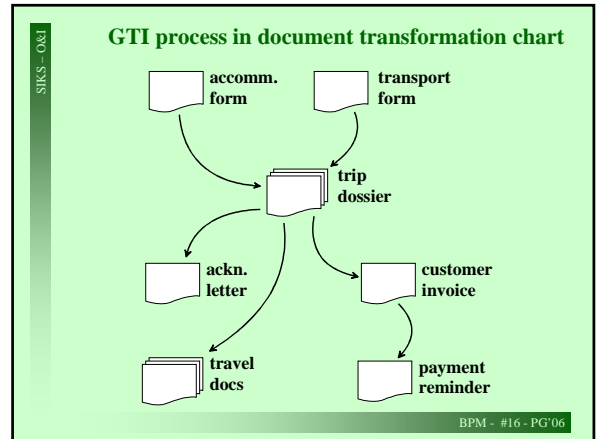 SIKS – O&I
GTI process in document transformation chart
accomm.
form
transport
form
trip
dossier
ackn.
letter
customer
invoice
travel
docs
payment
reminder
BPM - #16 - PG'06